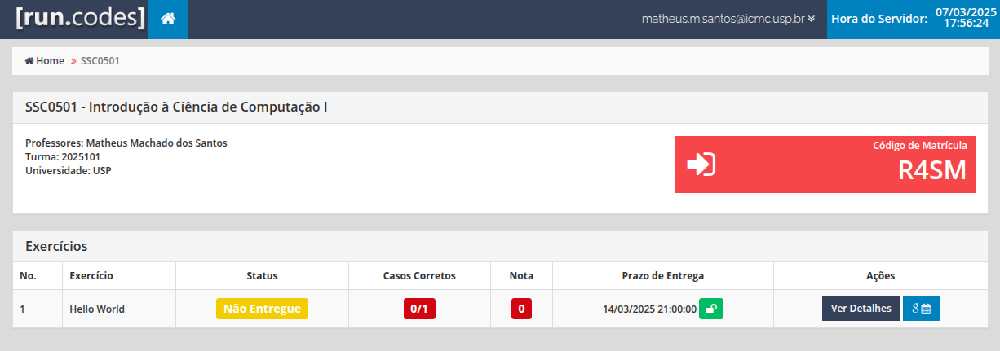 [run.codes]
matheus.m.santos@icmc.usp.br
Hora do Servidor: 07/03/2025 17:56:24
Home » SSC0501
SSC0501 - Introdução à Ciência de Computação I
Professores: Matheus Machado dos Santos
Turma: 2025101
Universidade: USP
Código de Matrícula
R4SM
Exercícios
No. Exercício Status Casos Corretos Nota Prazo de Entrega Ações
1 Hello World Não Entregue 0/1 0 14/03/2025 21:00:00 Ver Detalhes 8